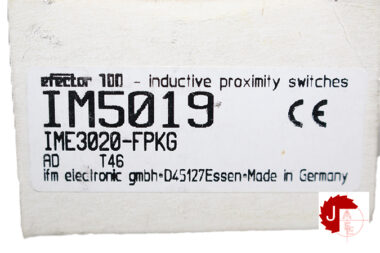 efector 100 - inductive proximity switches
IM5019 CE
IME3020-FPKG
AD T46
ifm electronic gmbh•D45127Essen•Made in Germany